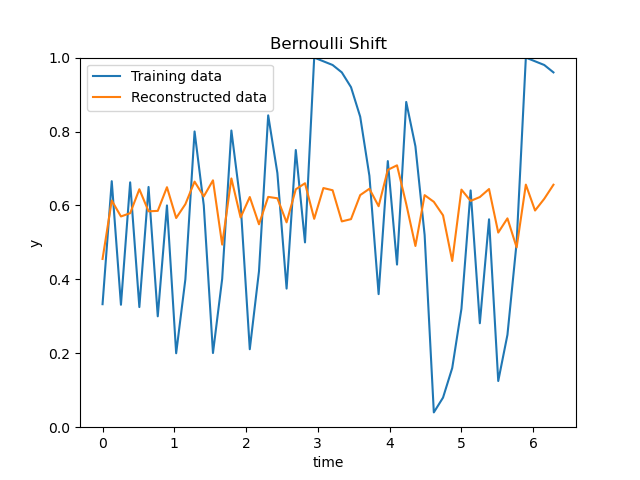 Bernoulli Shift
Training data
Reconstructed data
1.0
0.8
0.6
0.4
0.2
0.0
y
0 1 2 3 4 5 6
time